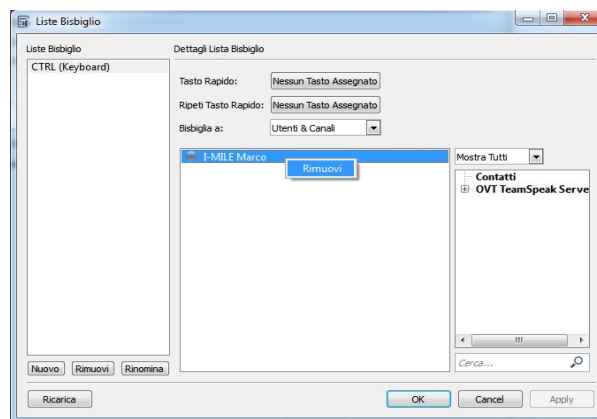 Liste Bisbiglio
Liste Bisbiglio
Dettagli Lista Bisbiglio
CTRL (Keyboard)
Tasto Rapido: Nessun Tasto Assegnato
Ripeti Tasto Rapido: Nessun Tasto Assegnato
Bisbiglia a: Utenti & Canali
I-MILE Marco
Rimuovi
Mostra Tutti
Contatti
OVT TeamSpeak Serve
Cerca...
Nuovo Rimuovi Rinomina
Ricarica OK Cancel Apply